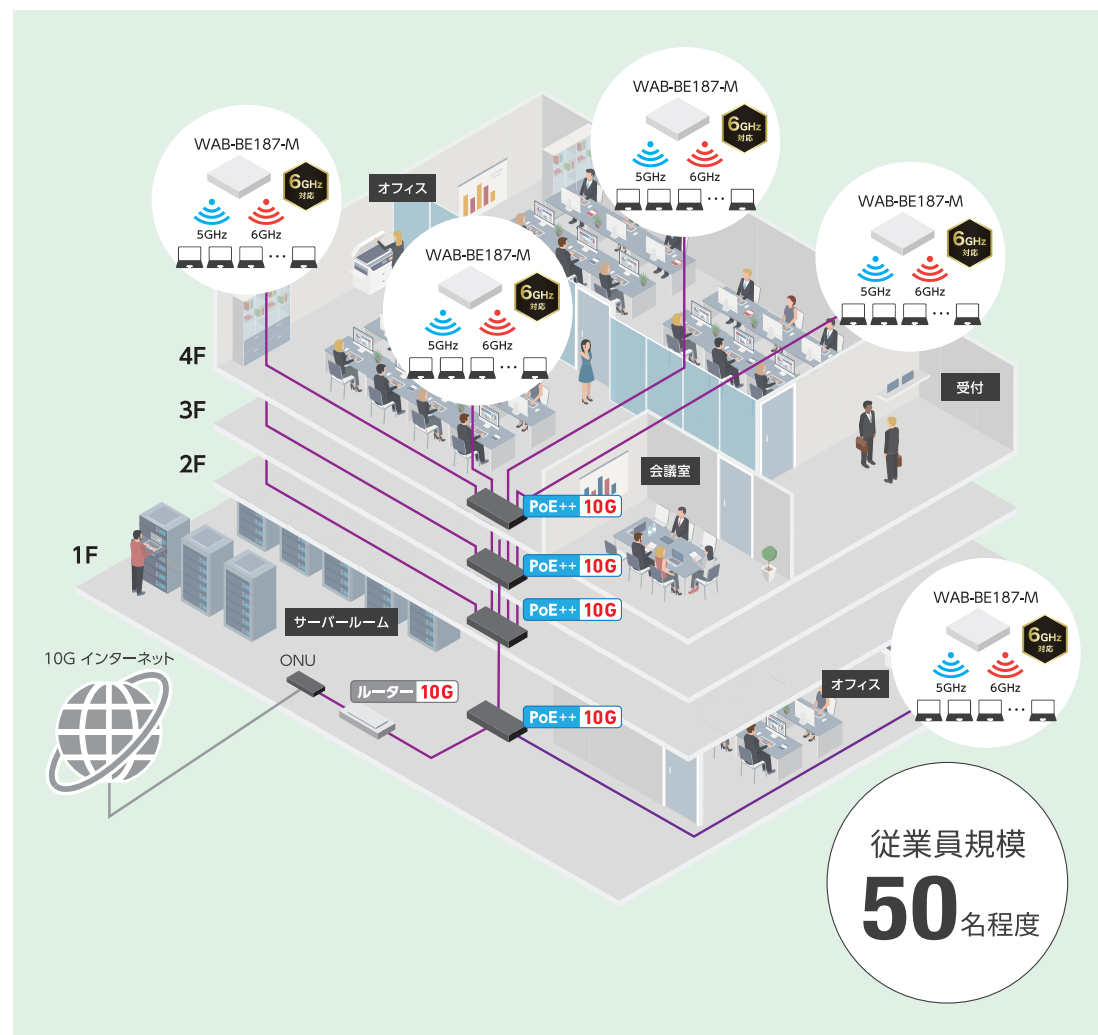 WAB-BE187-M
6GHz
対応
5GHz
6GHz
WAB-BE187-M
6GHz
対応
5GHz
6GHz
オフィス
WAB-BE187-M
6GHz
対応
5GHz
6GHz
WAB-BE187-M
6GHz
対応
5GHz
6GHz
4F
受付
3F
2F
会議室
PoE++ 10G
1F
PoE++ 10G
PoE++ 10G
サーバールーム
WAB-BE187-M
6GHz
対応
5GHz
6GHz
10G インターネット
ONU
ルーター 10G
オフィス
PoE++ 10G
従業員規模
50名程度